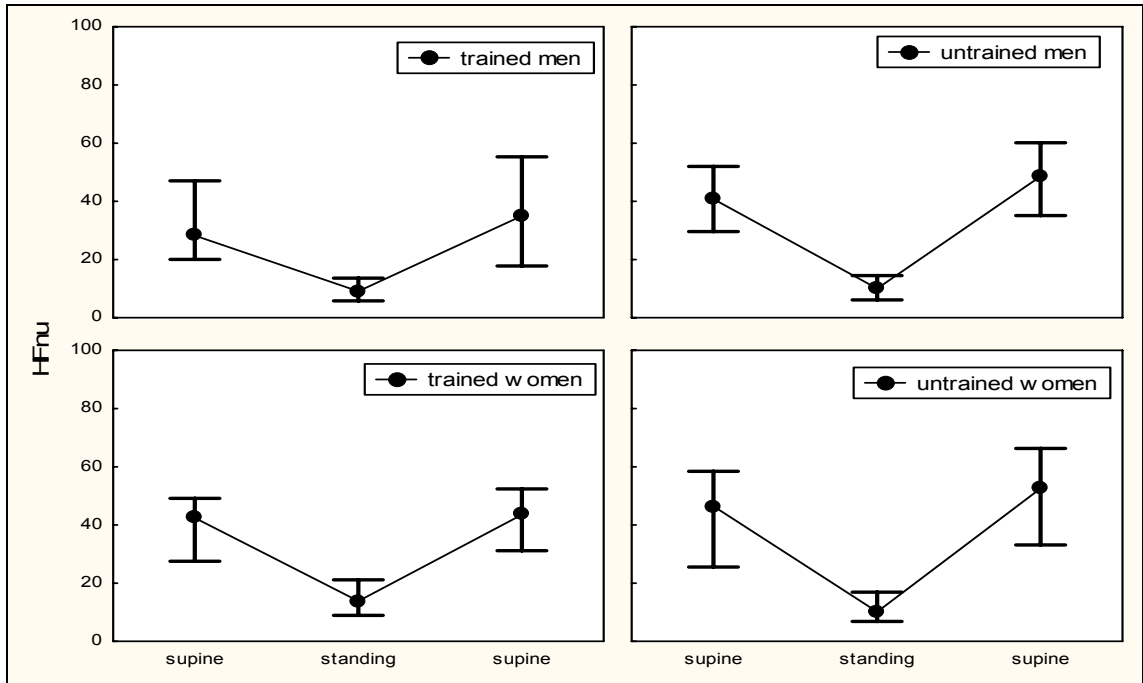 100
trained men
untrained men
80
60
40
20
0
HFnu
100
trained w omen
untrained w omen
80
60
40
20
0
supine standing supine supine standing supine